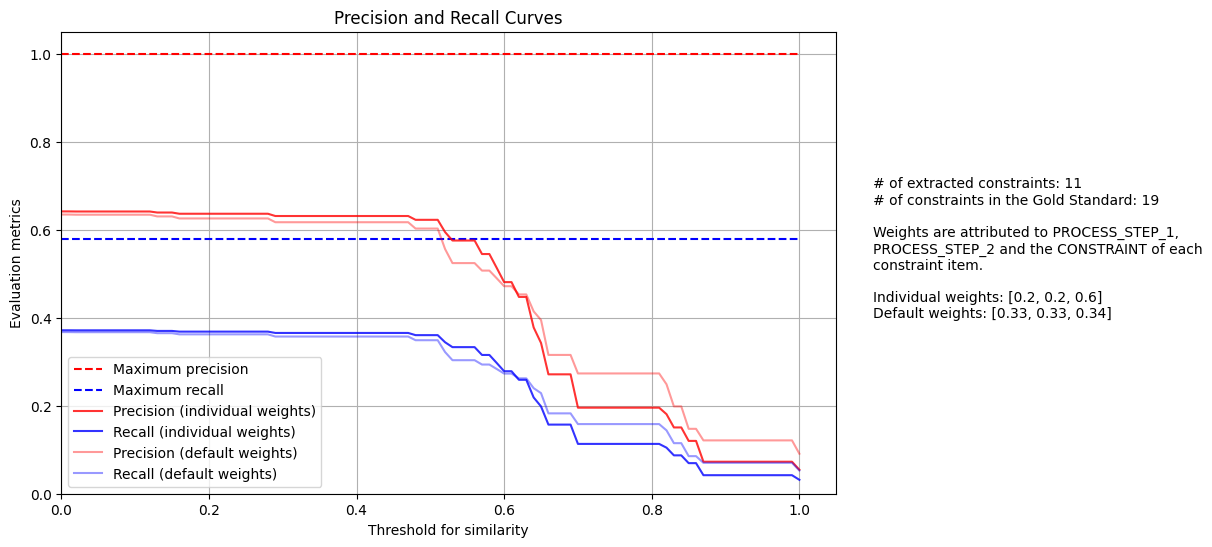 Precision and Recall Curves
Evaluation metrics
1.0
0.8
0.6
0.4
0.2
0.0
Maximum precision
Maximum recall
Precision (individual weights)
Recall (individual weights)
Precision (default weights)
Recall (default weights)
0.0 0.2 0.4 0.6 0.8 1.0
Threshold for similarity
# of extracted constraints: 11
# of constraints in the Gold Standard: 19
Weights are attributed to PROCESS_STEP_1,
PROCESS_STEP_2 and the CONSTRAINT of each
constraint item.
Individual weights: [0.2, 0.2, 0.6]
Default weights: [0.33, 0.33, 0.34]